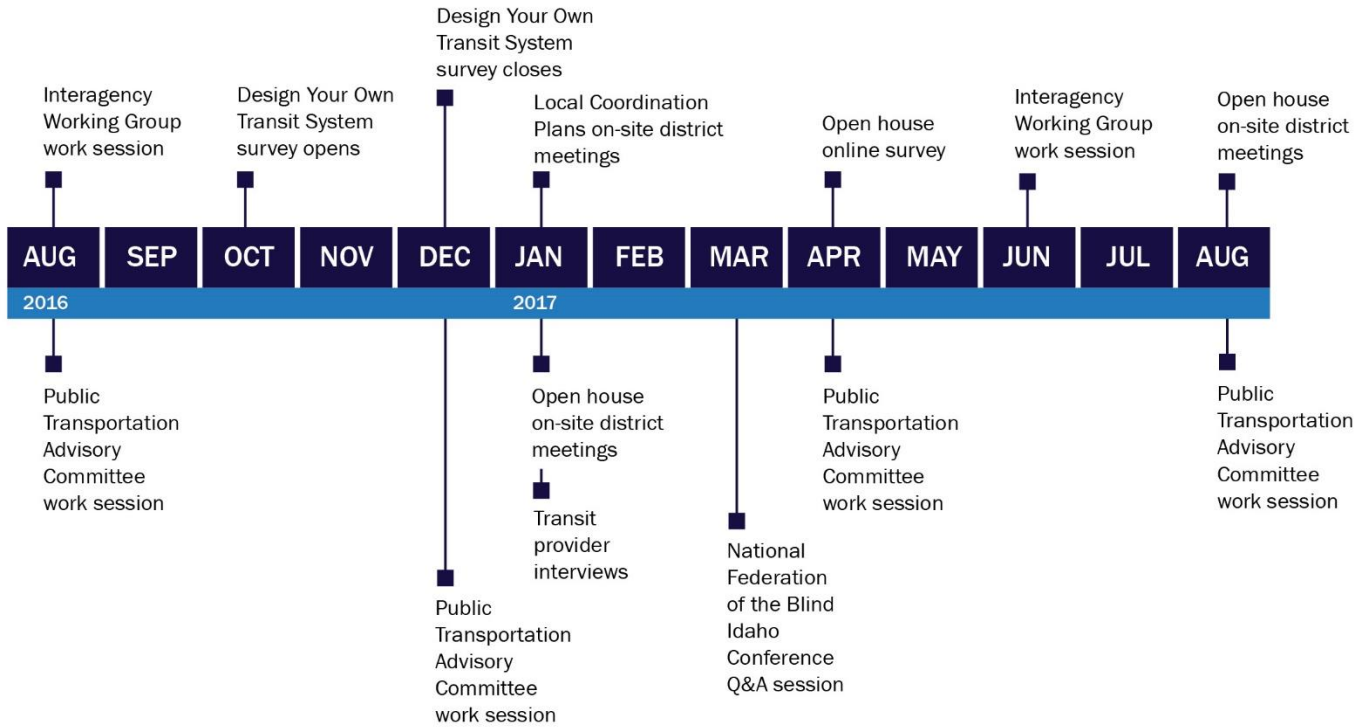 Design Your Own
Transit System
survey closes
Interagency
Working Group
work session
Design Your Own
Transit System
survey opens
Local Coordination
Plans on-site district
meetings
Open house
online survey
Interagency
Working Group
work session
Open house
on-site district
meetings
AUG SEP OCT NOV DEC JAN FEB MAR APR MAY JUN JUL AUG
2016 2017
Public
Transportation
Advisory
Committee
work session
Open house
on-site district
meetings
Transit
provider
interviews
Public
Transportation
Advisory
Committee
work session
Public
Transportation
Advisory
Committee
work session
National
Federation
of the Blind
Idaho
Conference
Q&A session
Public
Transportation
Advisory
Committee
work session